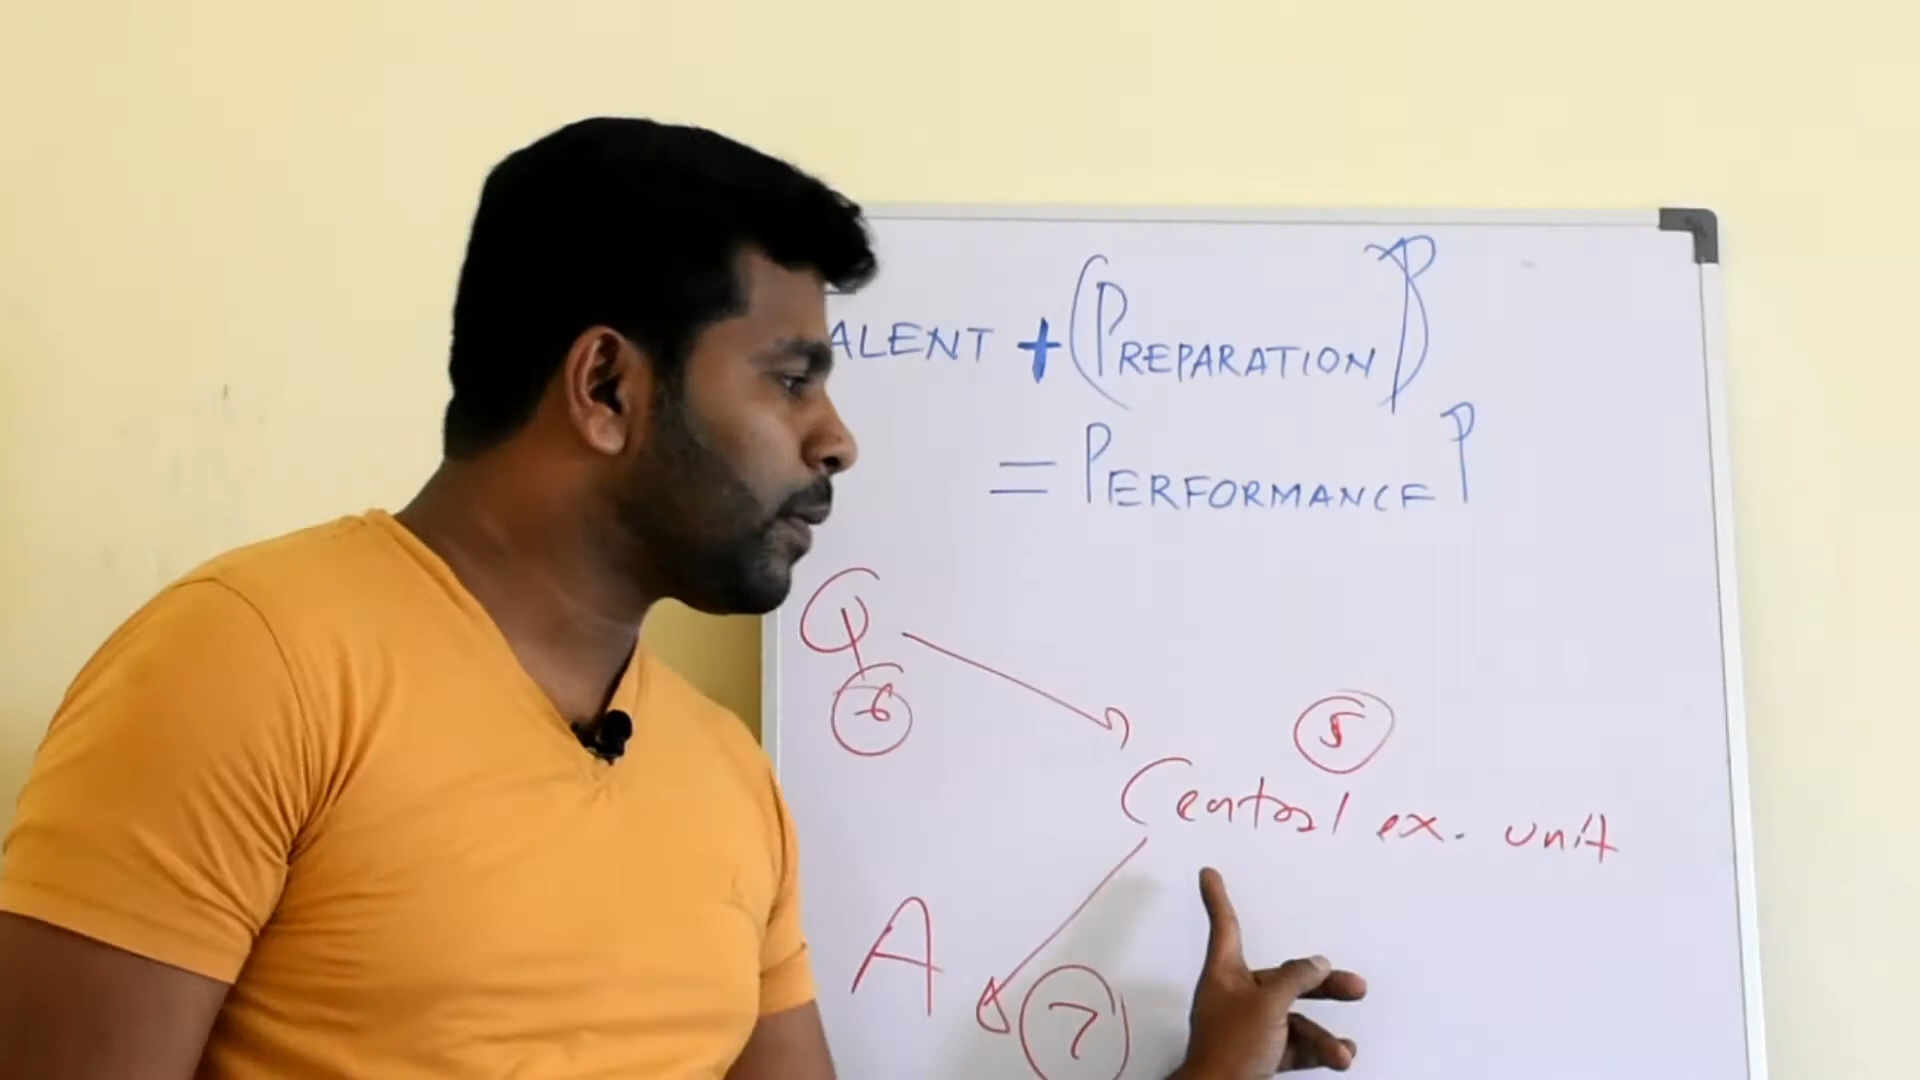 ALENT + (PREPARATION)P
= PERFORMANCE P
Q
6
5
Central ex. unit
A
7